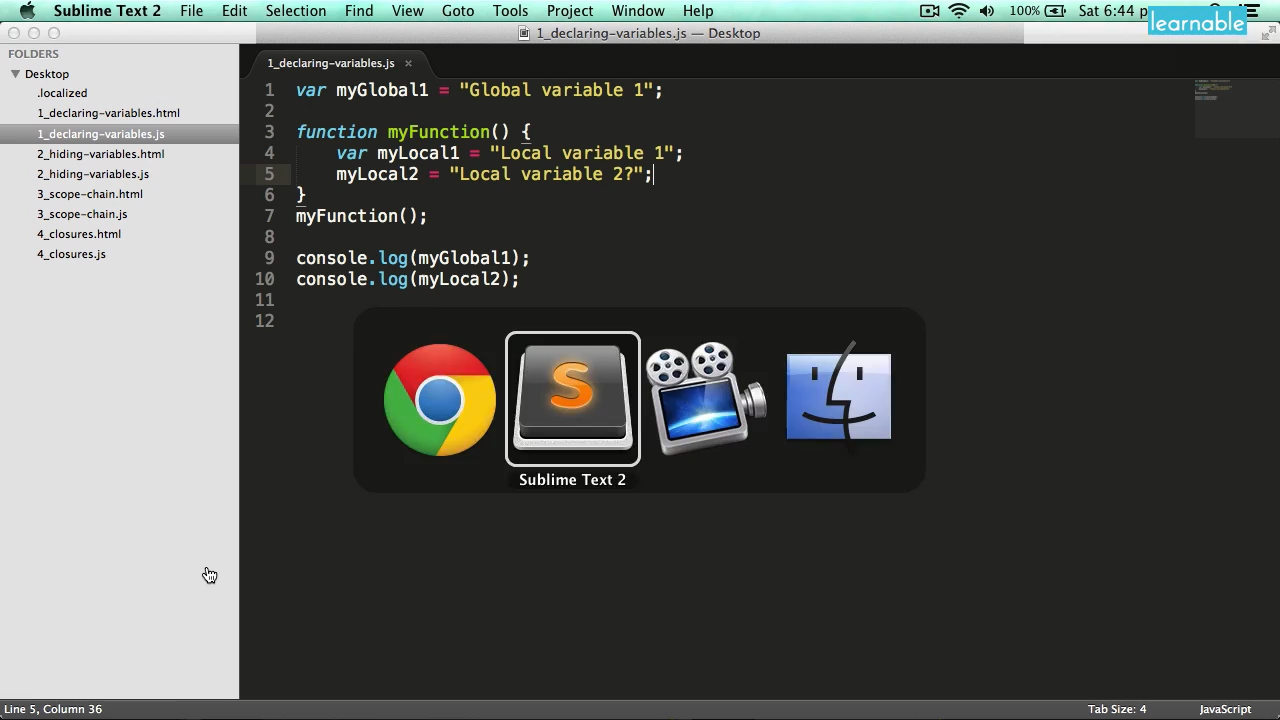 Sublime Text 2 File Edit Selection Find View Goto Tools Project Window Help 100% Sat 6:44 p
learnable
1_declaring-variables.js — Desktop
FOLDERS
Desktop
.localized
1_declaring-variables.html
1_declaring-variables.js
2_hiding-variables.html
2_hiding-variables.js
3_scope-chain.html
3_scope-chain.js
4_closures.html
4_closures.js
1_declaring-variables.js ×
1 var myGlobal1 = "Global variable 1";
2
3 function myFunction() {
4 var myLocal1 = "Local variable 1";
5 myLocal2 = "Local variable 2?";
6 }
7 myFunction();
8
9 console.log(myGlobal1);
10 console.log(myLocal2);
11
12
S
Sublime Text 2
Line 5, Column 36 Tab Size: 4 JavaScript